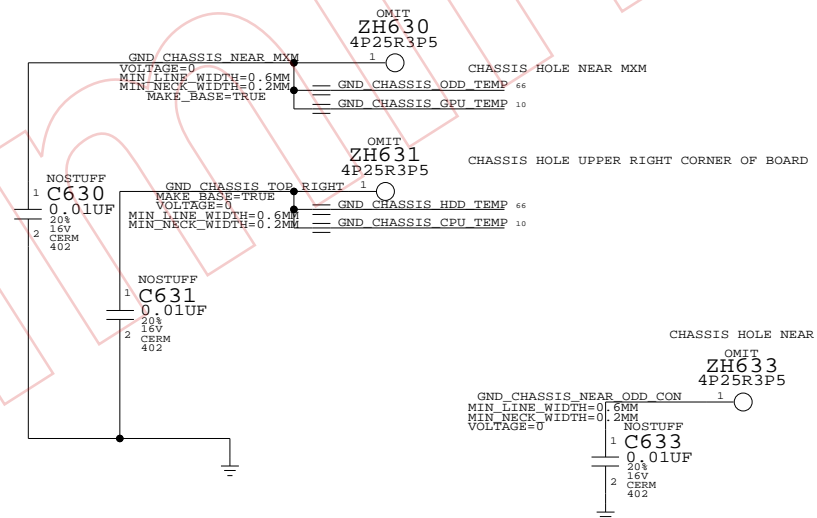 OMIT
ZH630
4P25R3P5
1
GND_CHASSIS_NEAR_MXM
VOLTAGE=0
MIN_LINE_WIDTH=0.6MM
MIN_NECK_WIDTH=0.2MM
MAKE_BASE=TRUE
CHASSIS HOLE NEAR MXM
GND_CHASSIS_ODD_TEMP 66
GND_CHASSIS_GPU_TEMP 10
OMIT
ZH631
4P25R3P5
1
CHASSIS HOLE UPPER RIGHT CORNER OF BOARD
GND_CHASSIS_TOP_RIGHT
MAKE_BASE=TRUE
VOLTAGE=0
MIN_LINE_WIDTH=0.6MM
MIN_NECK_WIDTH=0.2MM
GND_CHASSIS_HDD_TEMP 66
GND_CHASSIS_CPU_TEMP 10
NOSTUFF
1
C630
0.01UF
20%
16V
2
CERM
402
NOSTUFF
1
C631
0.01UF
20%
16V
2
CERM
402
CHASSIS HOLE NEAR
OMIT
ZH633
4P25R3P5
1
GND_CHASSIS_NEAR_ODD_CON
MIN_LINE_WIDTH=0.6MM
MIN_NECK_WIDTH=0.2MM
VOLTAGE=0
NOSTUFF
1
C633
0.01UF
20%
16V
2
CERM
402